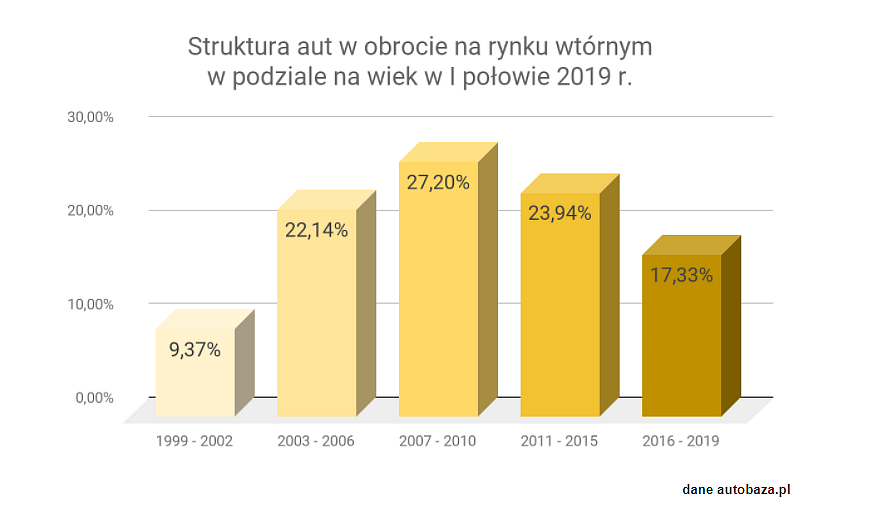 Struktura aut w obrocie na rynku wtórnym
w podziale na wiek w I połowie 2019 r.
30,00%
20,00%
10,00%
0,00%
9,37%
22,14%
27,20%
23,94%
17,33%
1999 - 2002
2003 - 2006
2007 - 2010
2011 - 2015
2016 - 2019
dane autobaza.pl